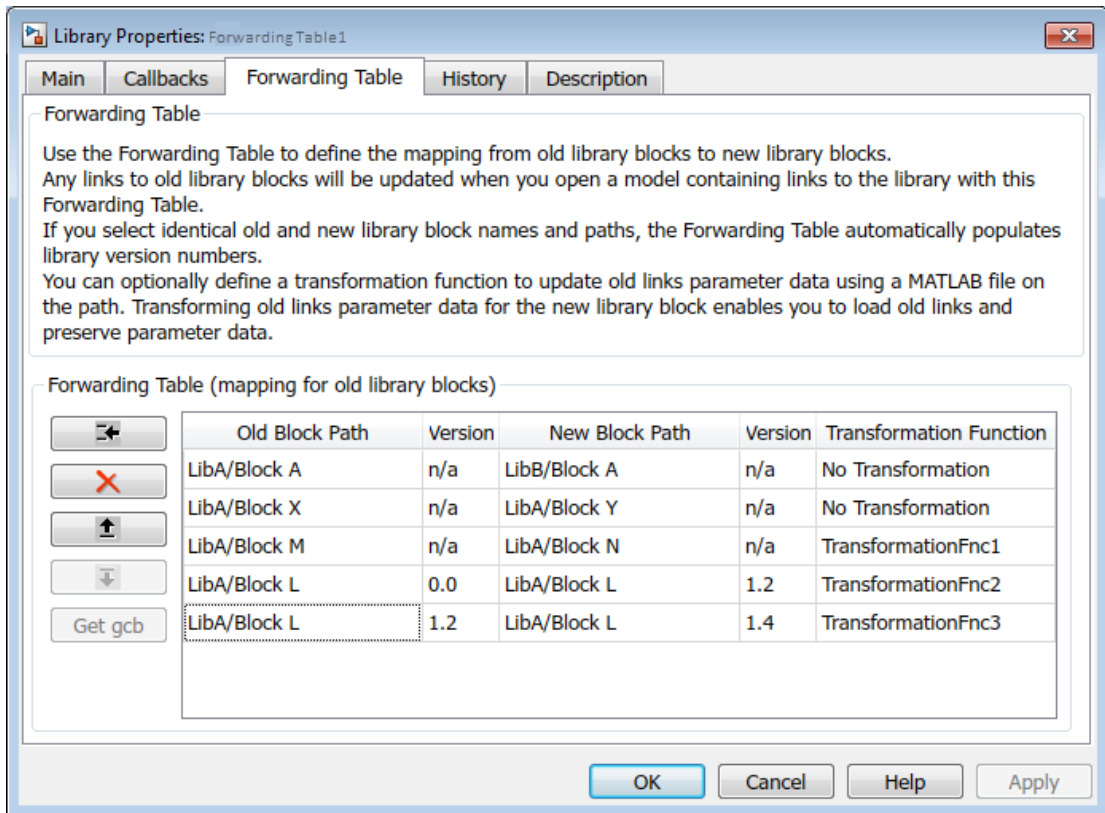 Library Properties: ForwardingTable1
Main Callbacks Forwarding Table History Description
Forwarding Table
Use the Forwarding Table to define the mapping from old library blocks to new library blocks.
Any links to old library blocks will be updated when you open a model containing links to the library with this
Forwarding Table.
If you select identical old and new library block names and paths, the Forwarding Table automatically populates
library version numbers.
You can optionally define a transformation function to update old links parameter data using a MATLAB file on
the path. Transforming old links parameter data for the new library block enables you to load old links and
preserve parameter data.
Forwarding Table (mapping for old library blocks)
Old Block Path Version New Block Path Version Transformation Function
LibA/Block A n/a LibB/Block A n/a No Transformation
LibA/Block X n/a LibA/Block Y n/a No Transformation
LibA/Block M n/a LibA/Block N n/a TransformationFnc1
LibA/Block L 0.0 LibA/Block L 1.2 TransformationFnc2
Get gcb LibA/Block L 1.2 LibA/Block L 1.4 TransformationFnc3
OK Cancel Help Apply